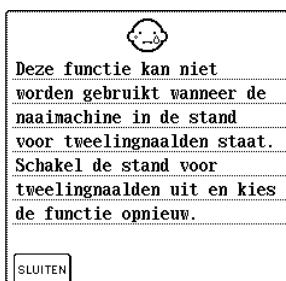 Deze functie kan niet
worden gebruikt wanneer de
naaimachine in de stand
voor tweelingnaalden staat.
Schakel de stand voor
tweelingnaalden uit en kies
de functie opnieuw.
SLUITEN